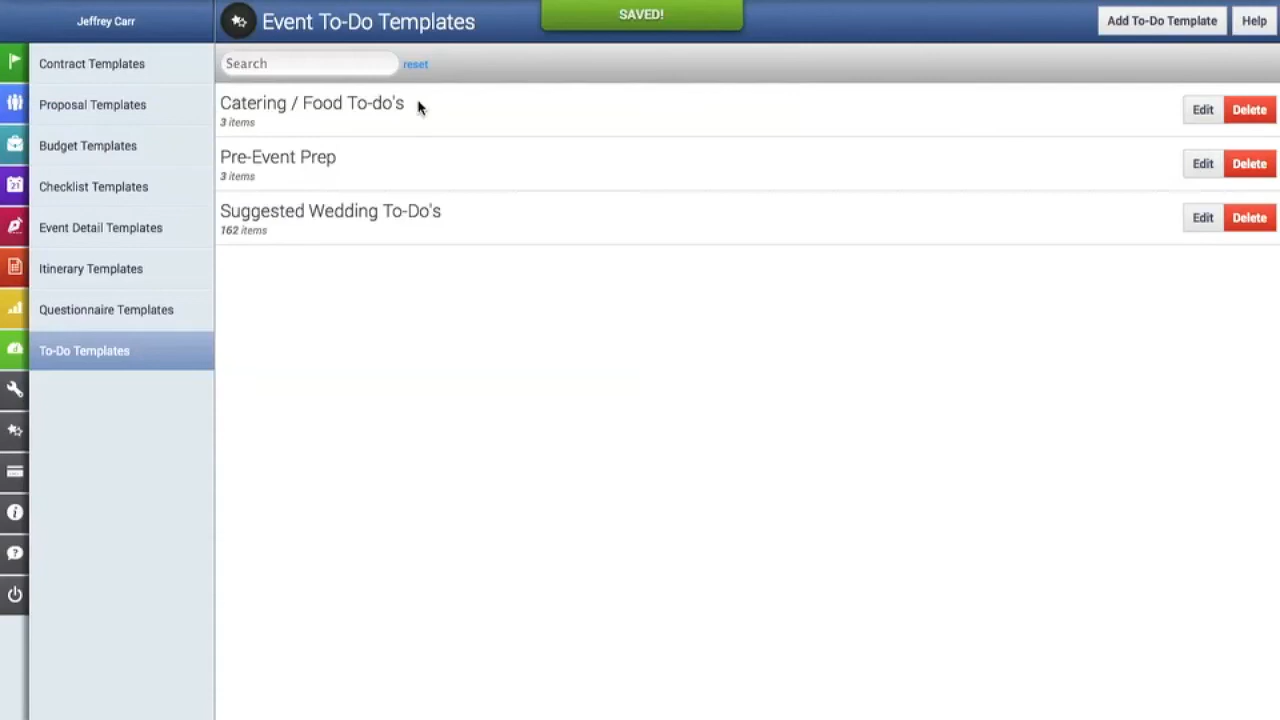 Jeffrey Carr
Event To-Do Templates
SAVED!
Add To-Do Template
Help
Contract Templates
Proposal Templates
Budget Templates
21
Checklist Templates
Event Detail Templates
Itinerary Templates
Questionnaire Templates
To-Do Templates
Search
reset
Catering / Food To-do's
3 items
Edit
Delete
Pre-Event Prep
3 items
Edit
Delete
Suggested Wedding To-Do's
162 items
Edit
Delete